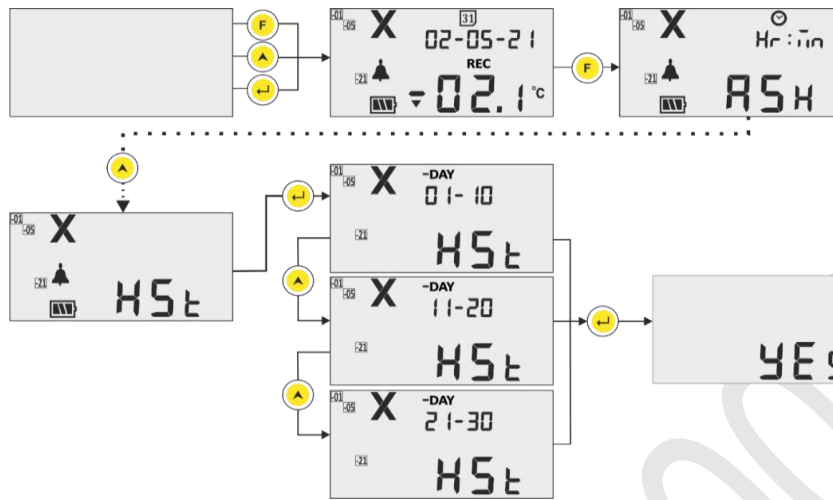 F
-01
-05
X
31
02-05-21
REC
-21
02.1 °C
F
-01
-05
X
Hr:mn
-21
ASH
-01
-05
X
-21
HSt
-01
-05
X
-DAY
01-10
-21
HSt
-01
-05
X
-DAY
11-20
-21
HSt
-01
-05
X
-DAY
21-30
-21
HSt
YES